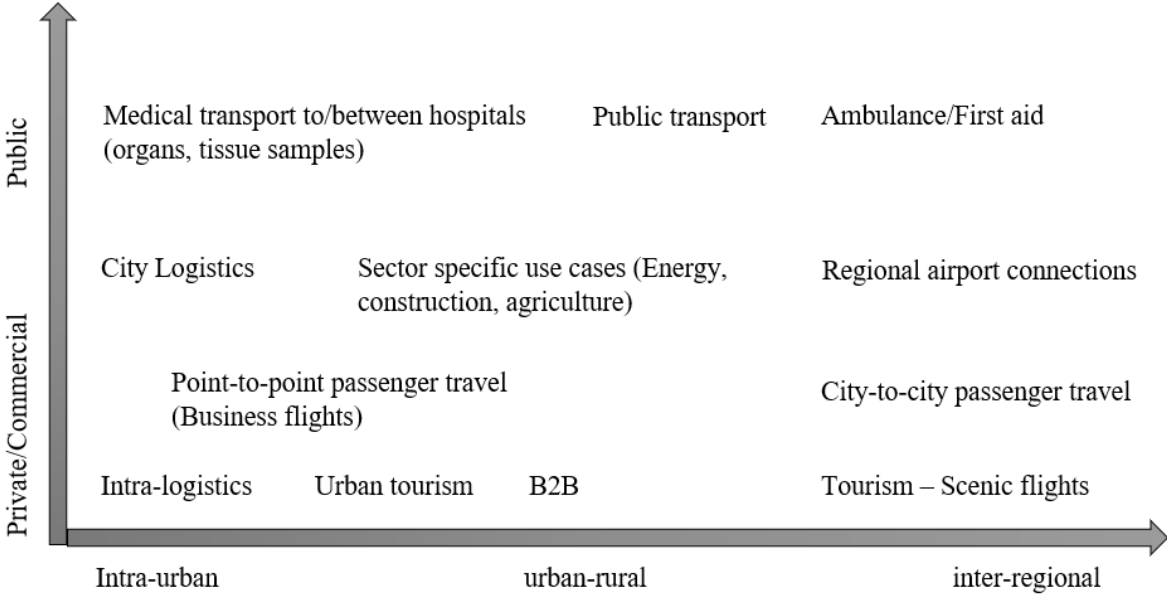 Public
Medical transport to/between hospitals
(organs, tissue samples)
Public transport
Ambulance/First aid
City Logistics
Sector specific use cases (Energy,
construction, agriculture)
Regional airport connections
Private/Commercial
Point-to-point passenger travel
(Business flights)
City-to-city passenger travel
Intra-logistics
Urban tourism
B2B
Tourism – Scenic flights
Intra-urban
urban-rural
inter-regional